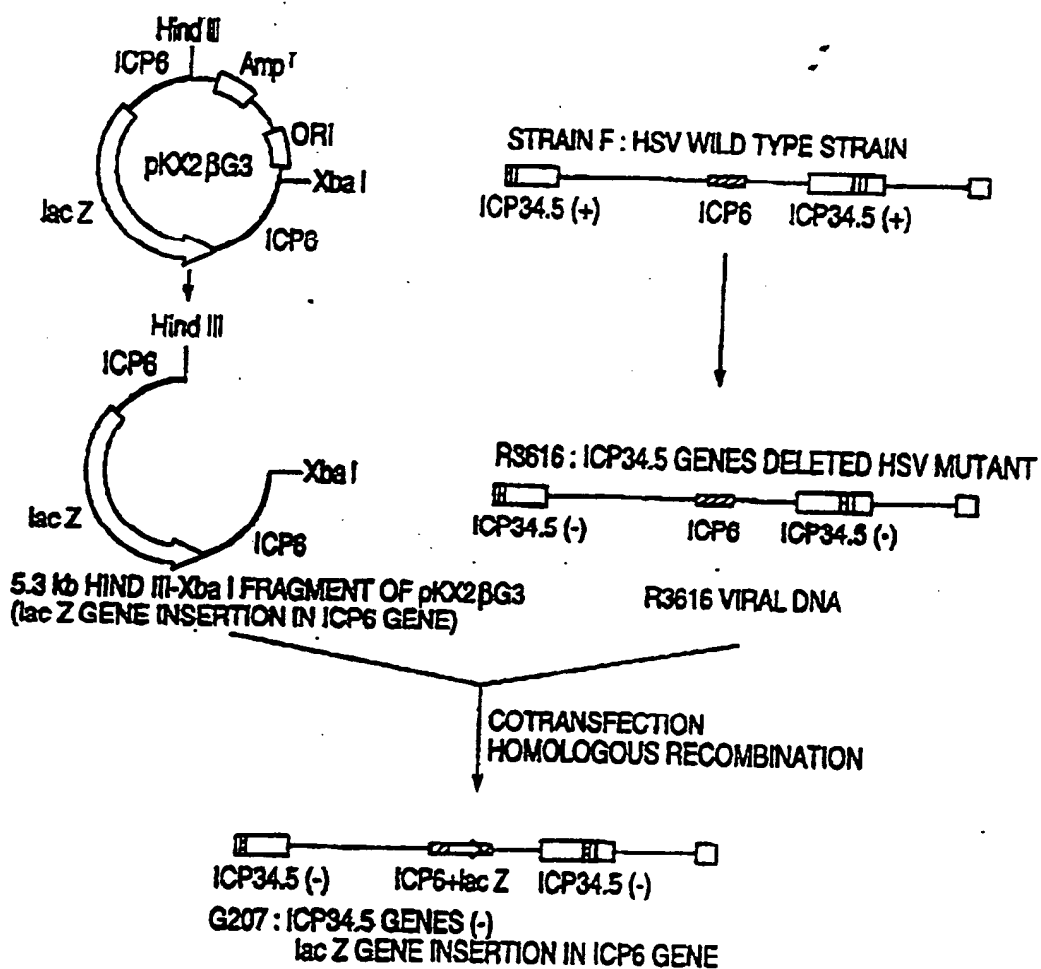 Hind III
ICP6
Amp r
ORI
pKX2βG3
Xba I
lac Z
ICP6
Hind III
ICP6
Xba I
lac Z
ICP6
5.3 kb HIND III-Xba I FRAGMENT OF pKX2βG3
(lac Z GENE INSERTION IN ICP6 GENE)
STRAIN F : HSV WILD TYPE STRAIN
ICP34.5 (+) ICP6 ICP34.5 (+)
R3616 : ICP34.5 GENES DELETED HSV MUTANT
ICP34.5 (-) ICP6 ICP34.5 (-)
R3616 VIRAL DNA
COTRANSFECTION
HOMOLOGOUS RECOMBINATION
ICP34.5 (-) ICP6+lac Z ICP34.5 (-)
G207 : ICP34.5 GENES (-)
lac Z GENE INSERTION IN ICP6 GENE